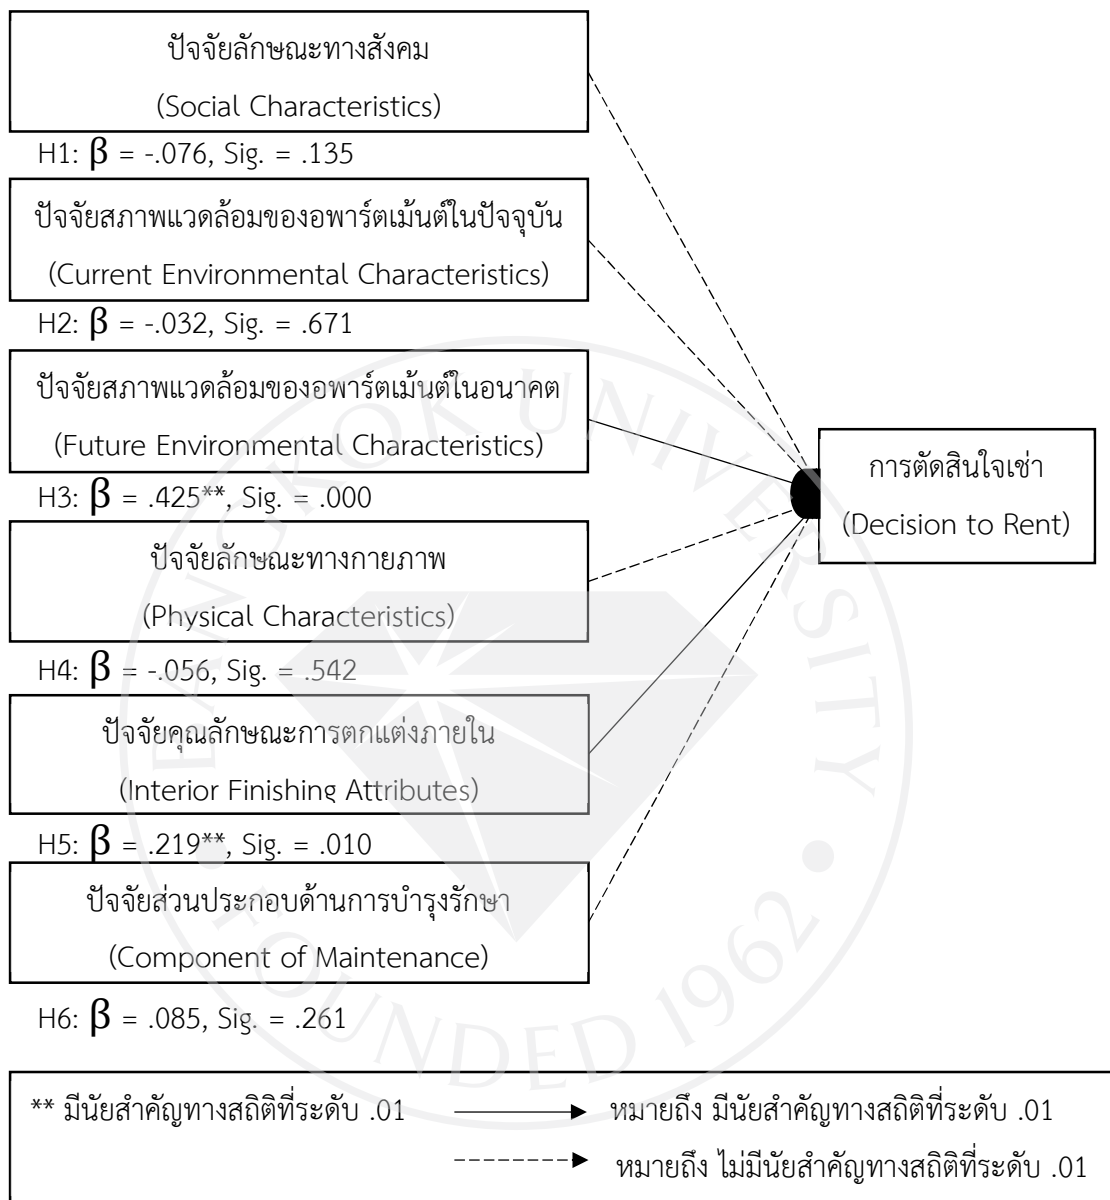 ปัจจัยลักษณะทางสังคม
(Social Characteristics)
H1: β = -.076, Sig. = .135
ปัจจัยสภาพแวดล้อมของอพาร์ตเม้นต์ในปัจจุบัน
(Current Environmental Characteristics)
H2: β = -.032, Sig. = .671
ปัจจัยสภาพแวดล้อมของอพาร์ตเม้นต์ในอนาคต
(Future Environmental Characteristics)
H3: β = .425**, Sig. = .000
ปัจจัยลักษณะทางกายภาพ
(Physical Characteristics)
H4: β = -.056, Sig. = .542
ปัจจัยคุณลักษณะการตกแต่งภายใน
(Interior Finishing Attributes)
H5: β = .219**, Sig. = .010
ปัจจัยส่วนประกอบด้านการบำรุงรักษา
(Component of Maintenance)
H6: β = .085, Sig. = .261
การตัดสินใจเช่า
(Decision to Rent)
** มีนัยสำคัญทางสถิติที่ระดับ .01 หมายถึง มีนัยสำคัญทางสถิติที่ระดับ .01
หมายถึง ไม่มีนัยสำคัญทางสถิติที่ระดับ .01
BANGKOK UNIVERSITY
FOUNDED 1962